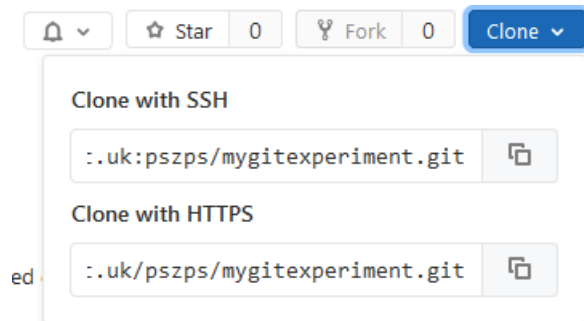 Star 0 Fork 0 Clone
Clone with SSH
:.uk:pszps/mygitexperiment.git
Clone with HTTPS
ed
:.uk/pszps/mygitexperiment.git